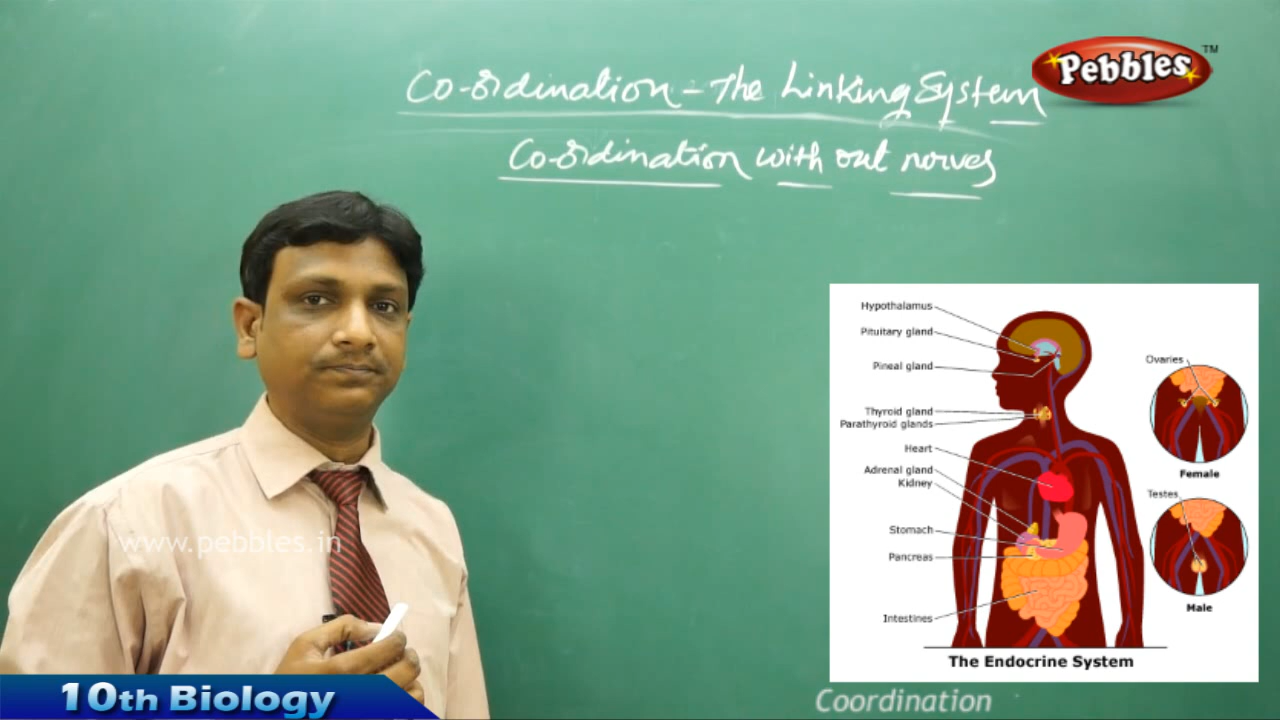 Co-ordination - The Linking System
Co-ordination with out nerves
Pebbles TM
Hypothalamus
Pituitary gland
Pineal gland
Thyroid gland
Parathyroid glands
Heart
Adrenal gland
Kidney
Stomach
Pancreas
Intestines
Ovaries
Female
Testes
Male
The Endocrine System
www.pebbles.in
10th Biology
Coordination